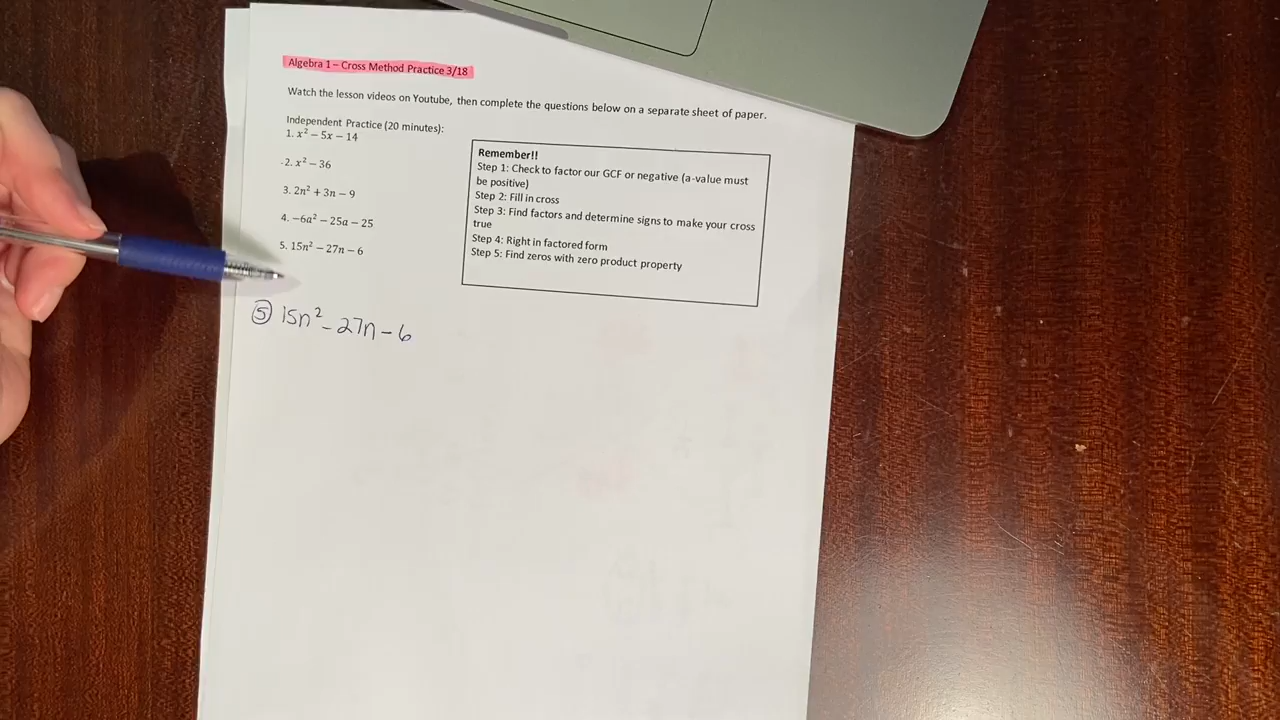 Algebra 1 – Cross Method Practice 3/18
Watch the lesson videos on Youtube, then complete the questions below on a separate sheet of paper.
Independent Practice (20 minutes):
1. x² – 5x – 14
2. x² – 36
3. 2n² + 3n – 9
4. –6a² – 25a – 25
5. 15n² – 27n – 6
Remember!!
Step 1: Check to factor our GCF or negative (a-value must
be positive)
Step 2: Fill in cross
Step 3: Find factors and determine signs to make your cross
true
Step 4: Right in factored form
Step 5: Find zeros with zero product property
⑤ 15n² – 27n – 6